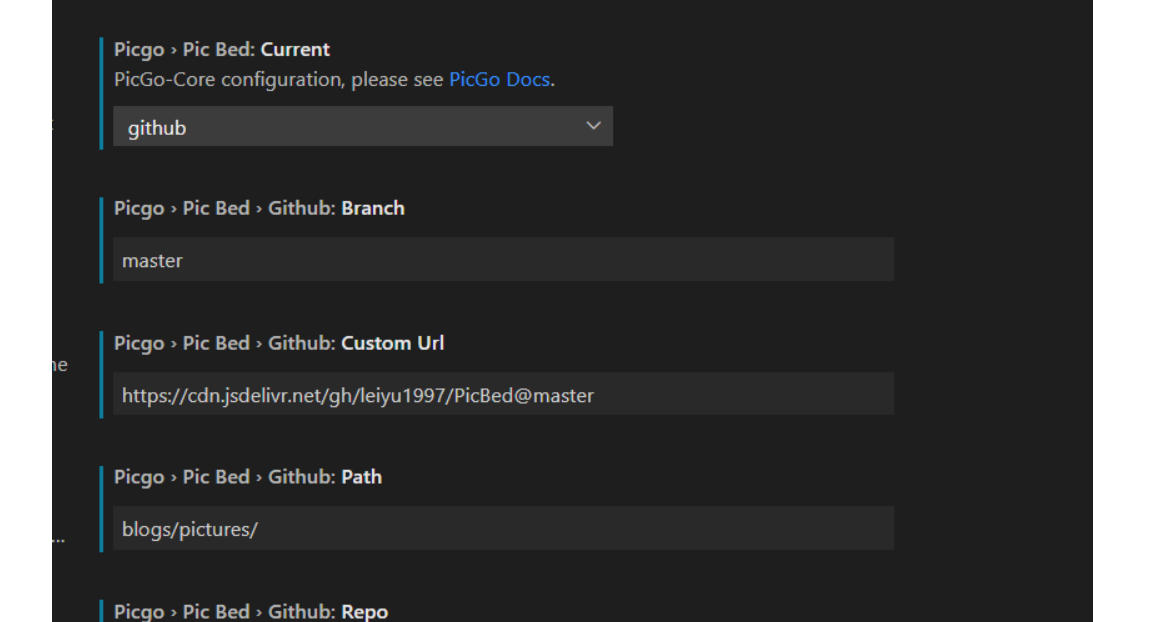 Picgo › Pic Bed: Current
PicGo-Core configuration, please see PicGo Docs.
github
Picgo › Pic Bed › Github: Branch
master
Picgo › Pic Bed › Github: Custom Url
ne
https://cdn.jsdelivr.net/gh/leiyu1997/PicBed@master
Picgo › Pic Bed › Github: Path
blogs/pictures/
...
Picgo › Pic Bed › Github: Repo